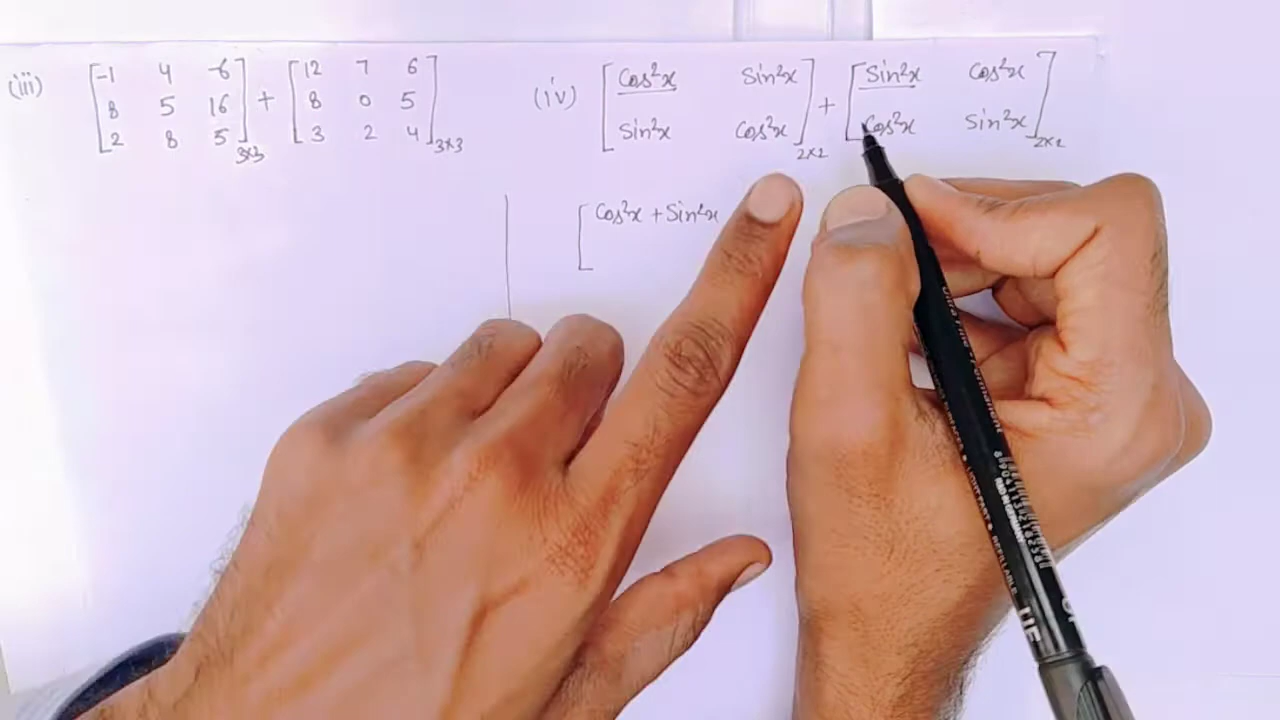 (iii) [-1 4 -6] + [12 7 6]
[8 5 16] [8 0 5]
[2 8 5]3×3 [3 2 4]3×3
(iv) [Cos²x Sin²x] + [Sin²x Cos²x]
[Sin²x Cos²x]2×2 [Cos²x Sin²x]2×2
[Cos²x + Sin²x